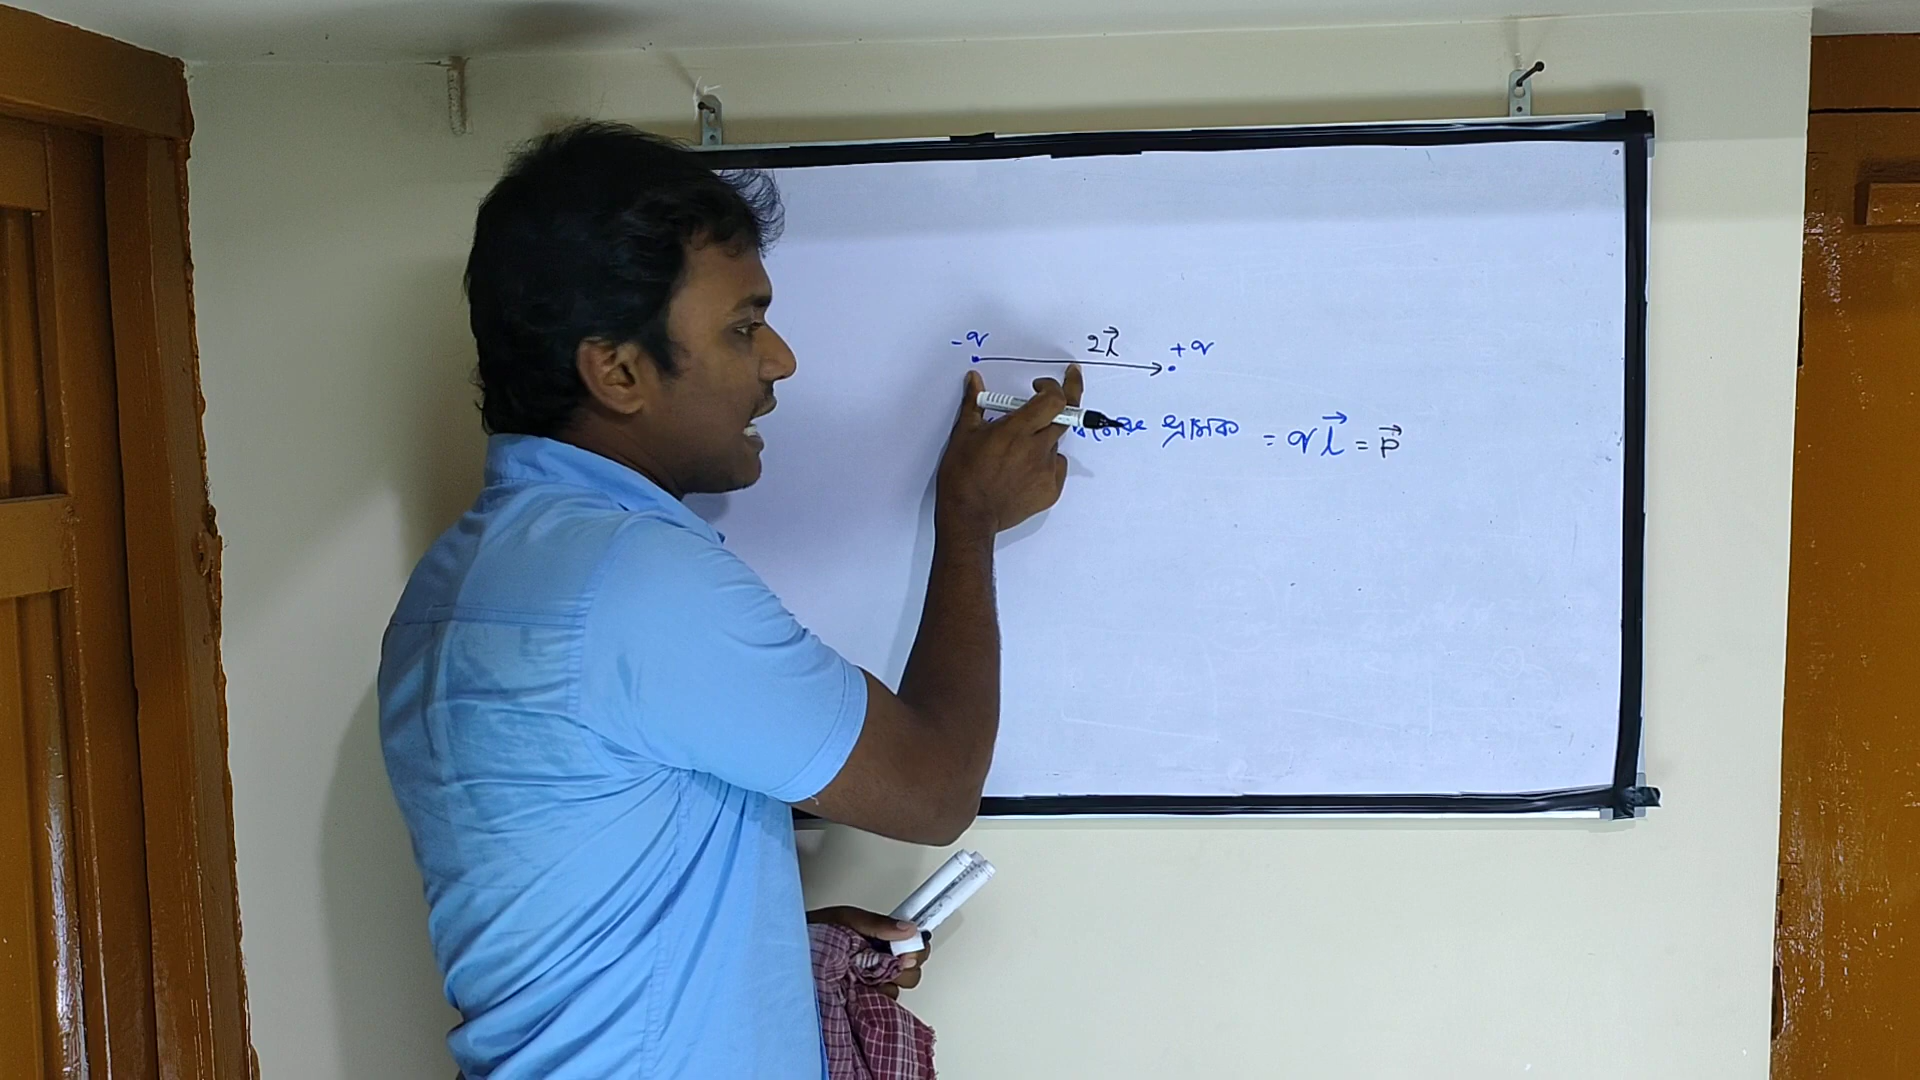 -q 2l⃗ +q
ভ্রামক = ql⃗ = p⃗